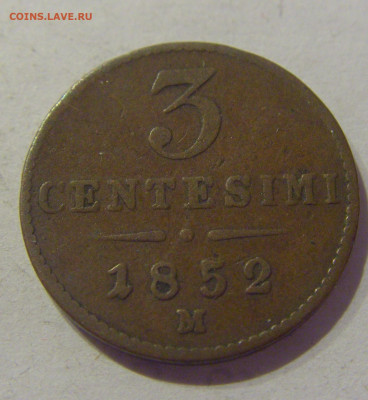 COINS.LAVE.RU
3
CENTESIMI
1852
M